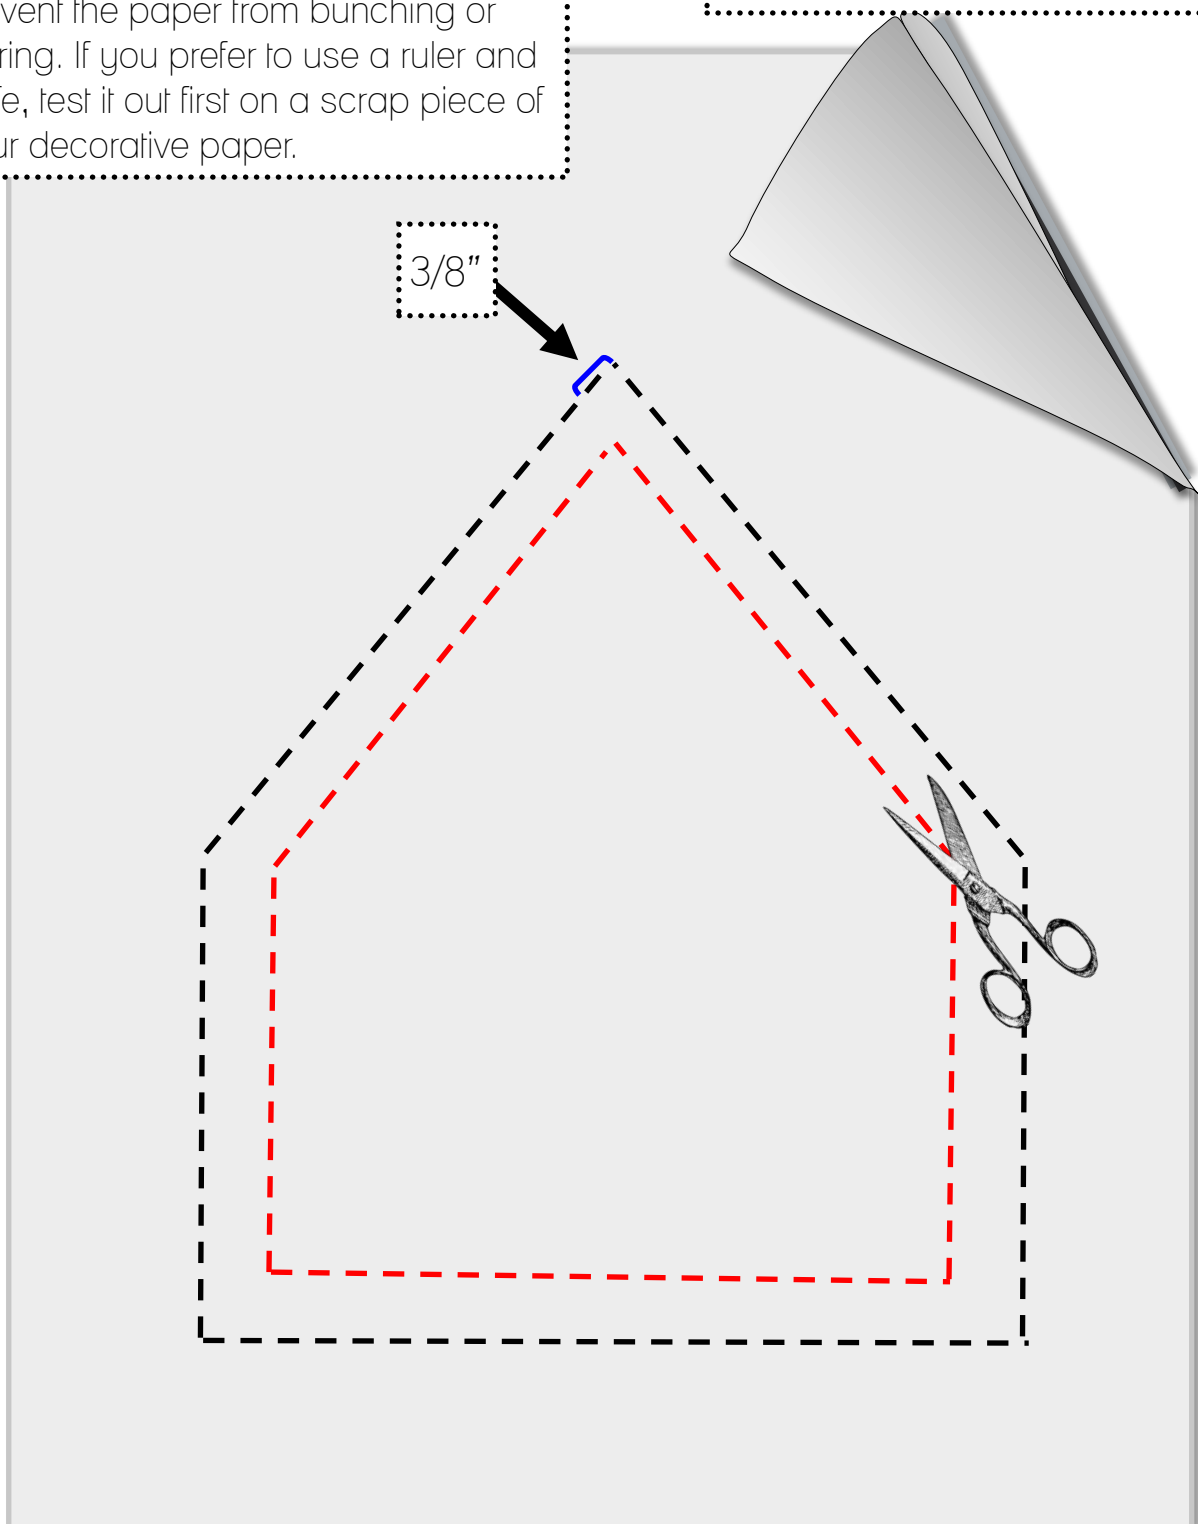 vent the paper from bunching or
ring. If you prefer to use a ruler and
e, test it out first on a scrap piece of
ur decorative paper.
3/8"